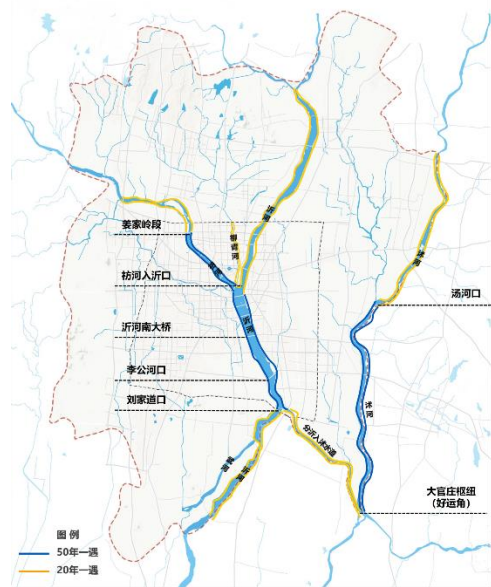 姜家岭段
祊河入沂口
沂河南大桥
李公河口
刘家道口
汤河口
大官庄枢纽
(好运角)
祊河
柳青河
沂河
沂河
沭河
沭河
分沂入沭水道
沂河
图 例
50年一遇
20年一遇